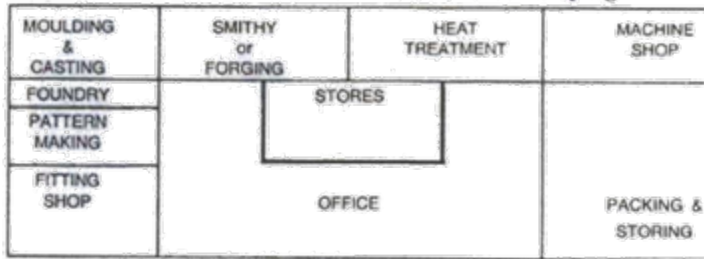 MOULDING
&
CASTING
SMITHY
or
FORGING
HEAT
TREATMENT
MACHINE
SHOP
FOUNDRY
STORES
PATTERN
MAKING
FITTING
SHOP
OFFICE
PACKING &
STORING